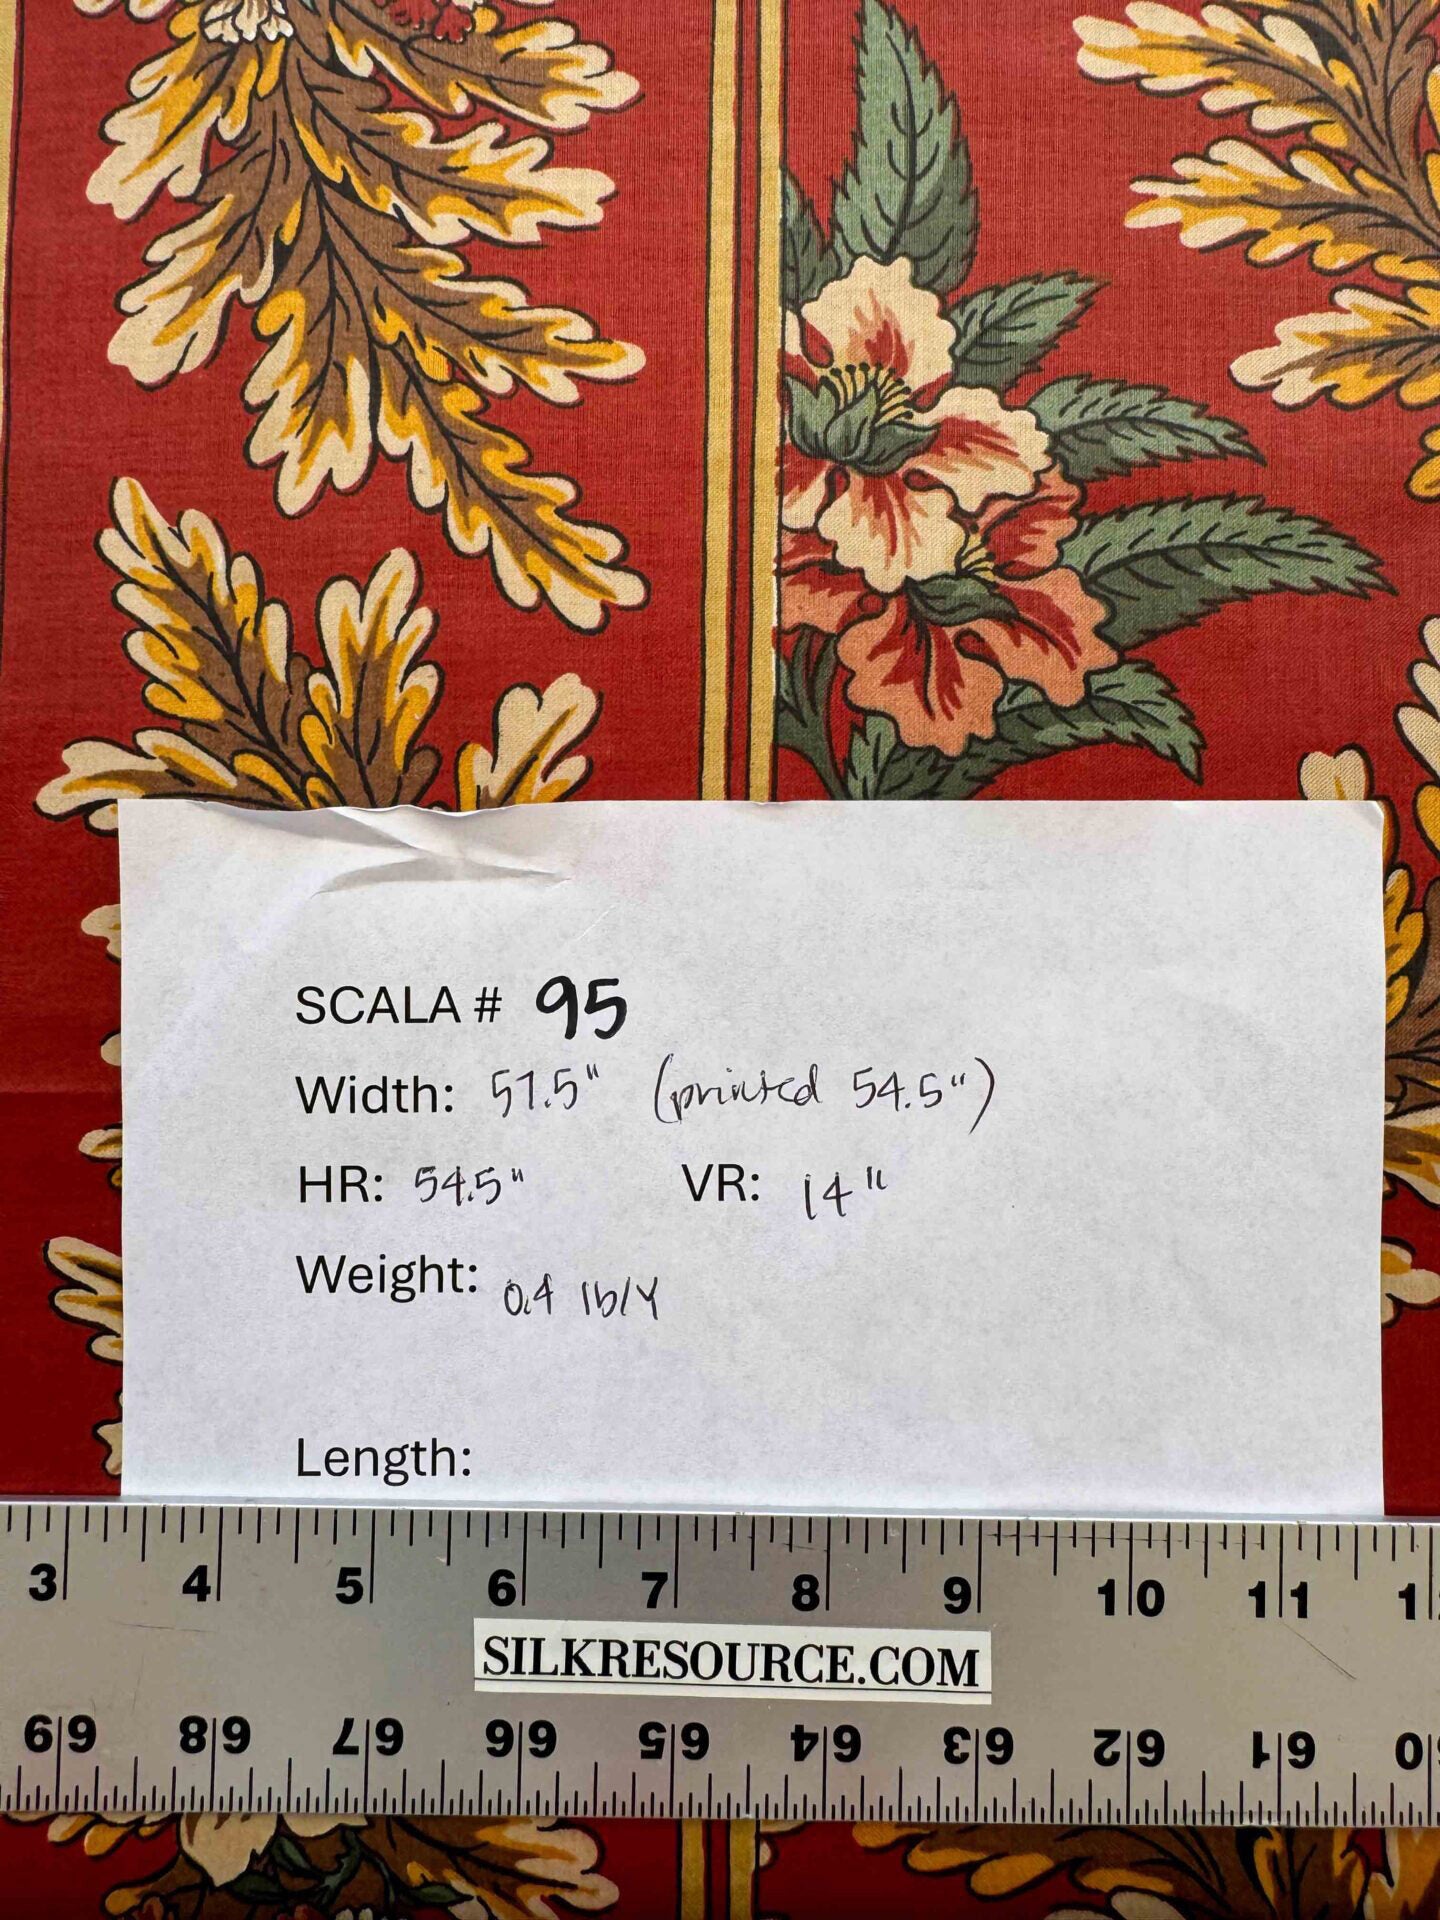 SCALA # 95
Width: 57.5" (printed 54.5")
HR: 54.5" VR: 14"
Weight: 0.4 lb/Y
Length:
3 4 5 6 7 8 9 10 11
SILKRESOURCE.COM
69 68 67 66 65 64 63 62 61